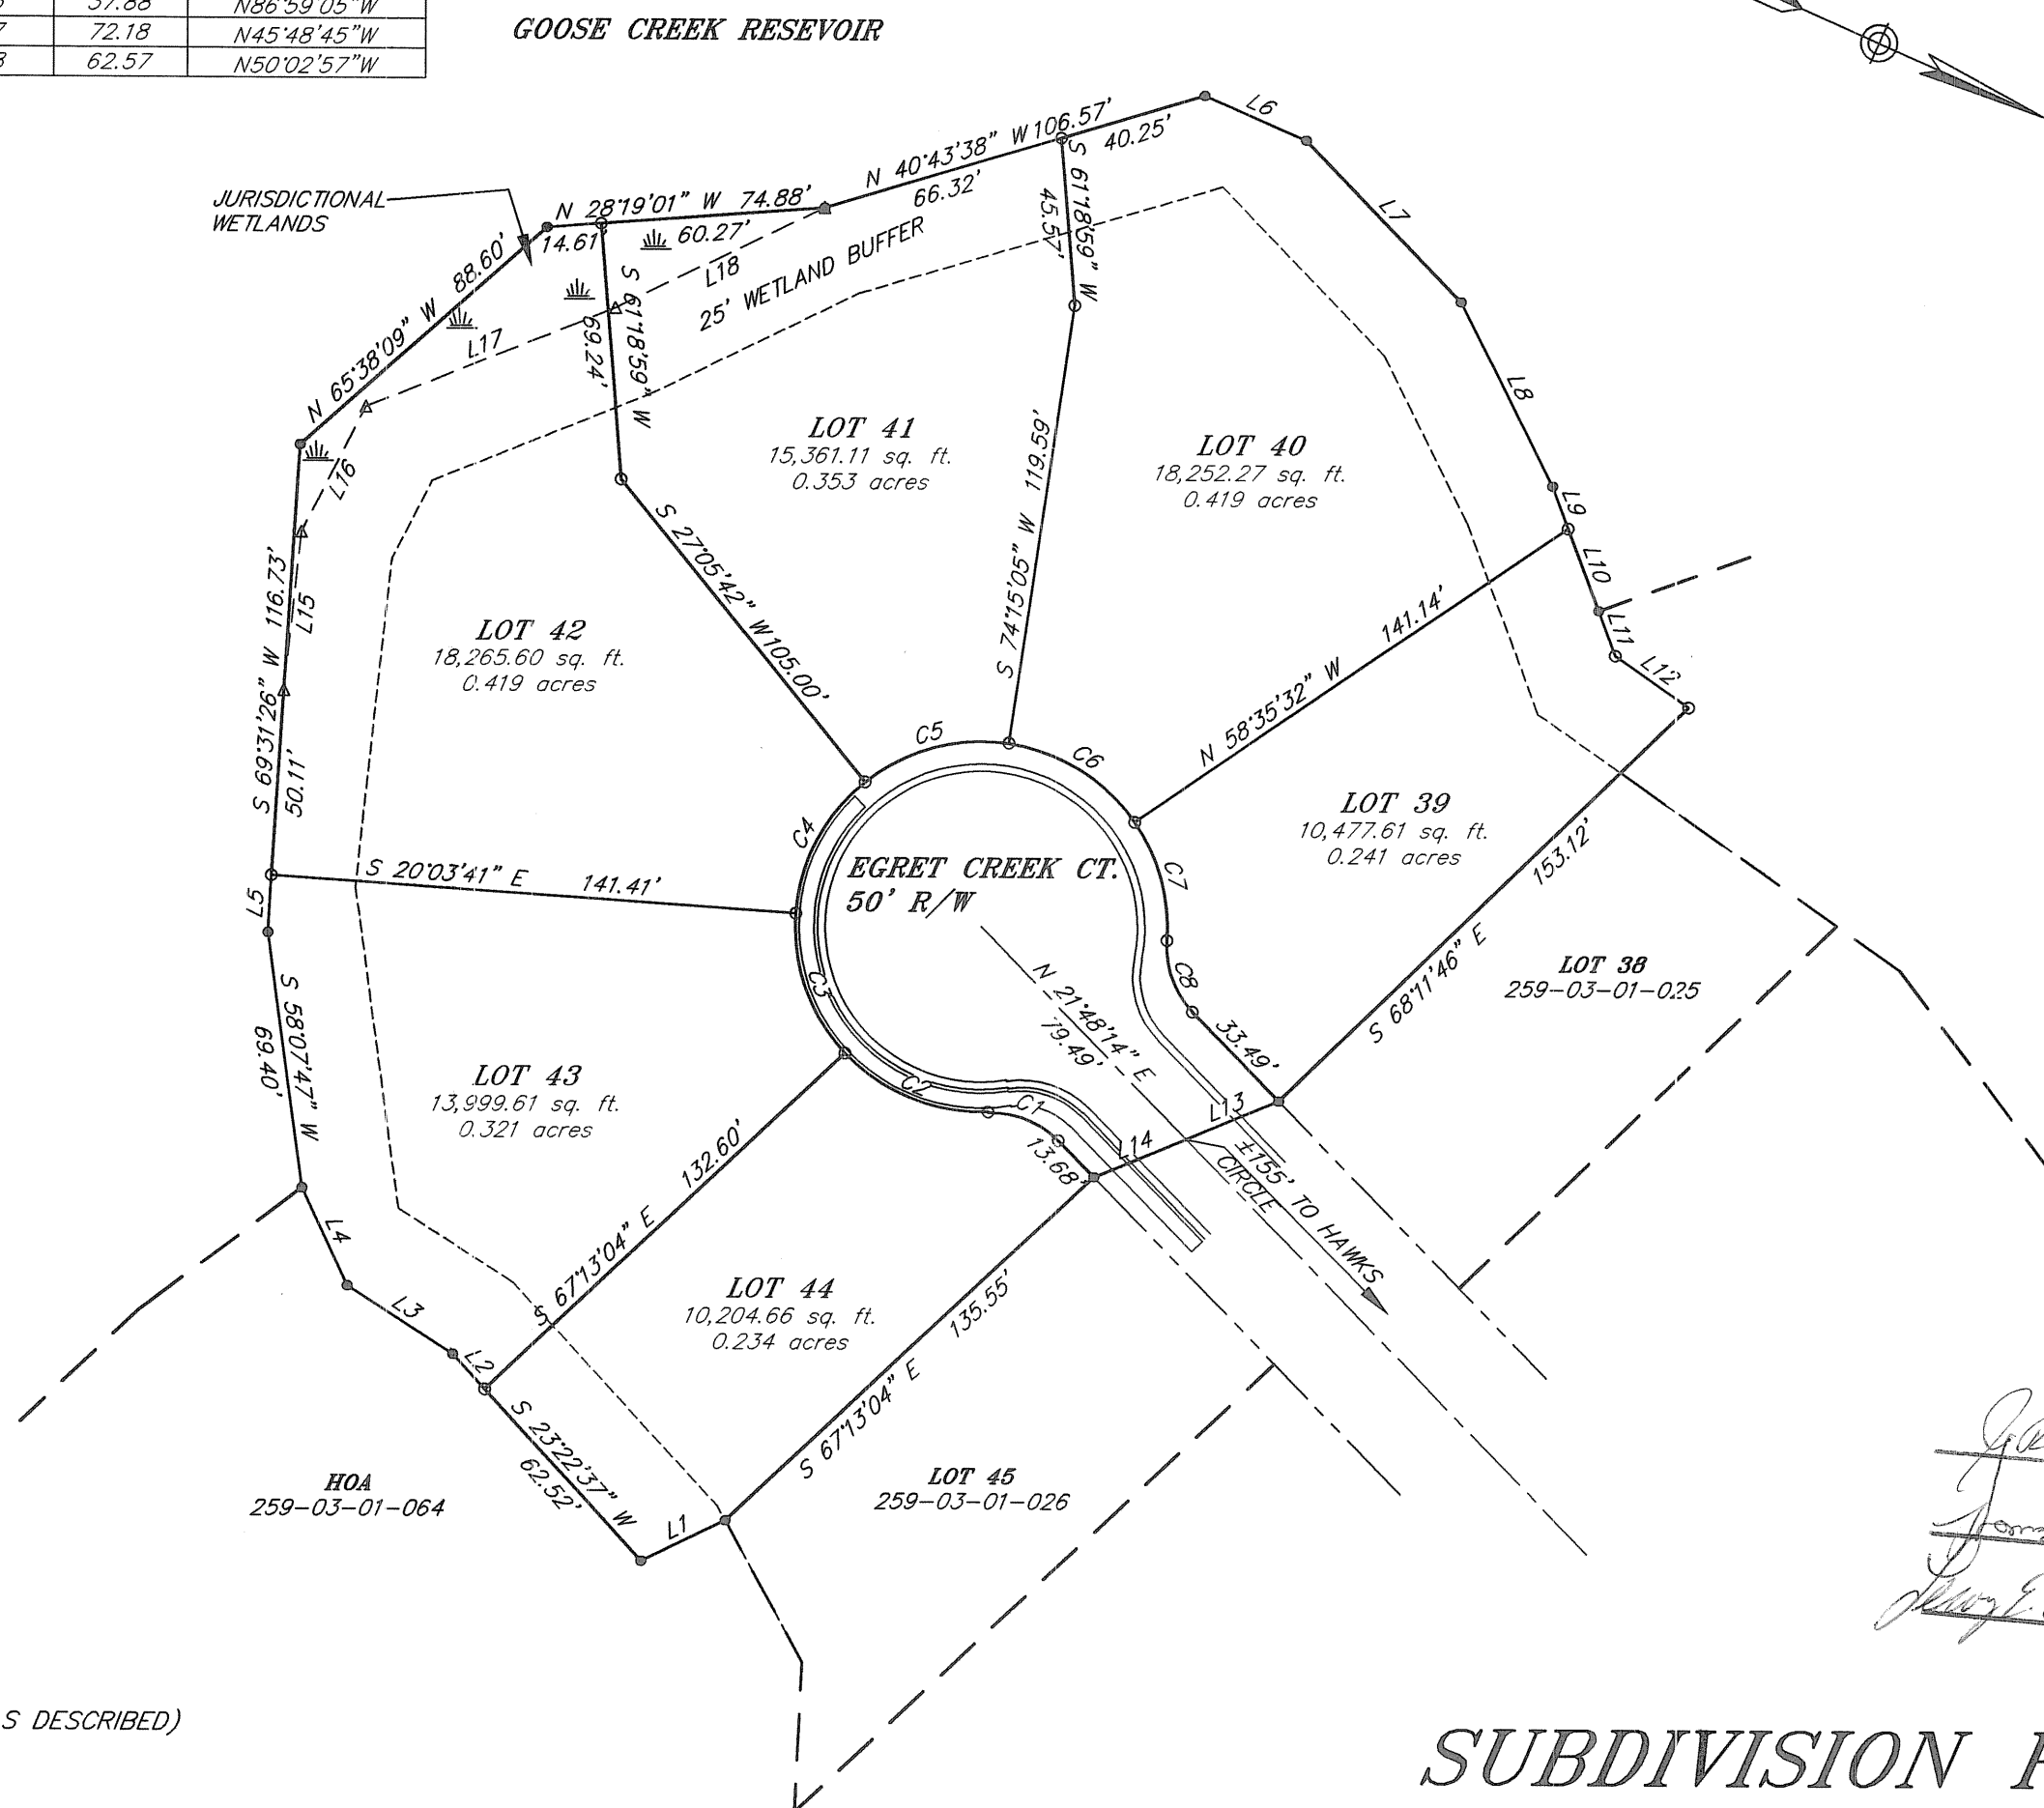 37.88 N86°59'05"W
72.18 N45°48'45"W
62.57 N50°02'57"W
GOOSE CREEK RESEVOIR
JURISDICTIONAL
WETLANDS
N 28°19'01" W 74.88'
14.61'
60.27'
N 40°43'38" W 106.57'
66.32'
40.25'
L6
L7
L8
L9
L10
L11
L12
N 65°38'09" W 88.60'
L17
L18
25' WETLAND BUFFER
S 61°18'59" W
69.24'
S 61°18'59" W
45.57'
L16
L15
S 69°31'26" W 116.73'
50.11'
LOT 41
15,361.11 sq. ft.
0.353 acres
LOT 40
18,252.27 sq. ft.
0.419 acres
S 74°15'05" W 119.59'
S 27°05'42" W 105.00'
LOT 42
18,265.60 sq. ft.
0.419 acres
N 58°35'32" W 141.14'
C5
C6
C4
C7
C8
C3
C2
C1
LOT 39
10,477.61 sq. ft.
0.241 acres
EGRET CREEK CT.
50' R/W
S 20°03'41" E 141.41'
L5
S 58°07'47" W
69.40'
S 68°11'46" E
153.12'
LOT 38
259-03-01-025
N 21°48'14" E
79.49'
33.49'
L13
L14
13.68'
±155' TO HAWKS
CIRCLE
LOT 43
13,999.61 sq. ft.
0.321 acres
S 67°13'04" E
132.60'
L4
L3
L2
LOT 44
10,204.66 sq. ft.
0.234 acres
S 67°13'04" E
135.55'
S 23°22'37" W
62.52'
L1
HOA
259-03-01-064
LOT 45
259-03-01-026
S DESCRIBED)
SUBDIVISION